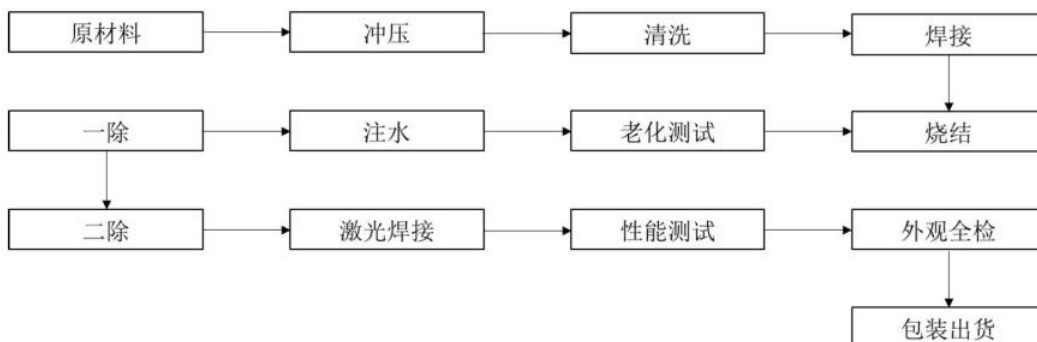 原材料
冲压
清洗
焊接
一除
注水
老化测试
烧结
二除
激光焊接
性能测试
外观全检
包装出货